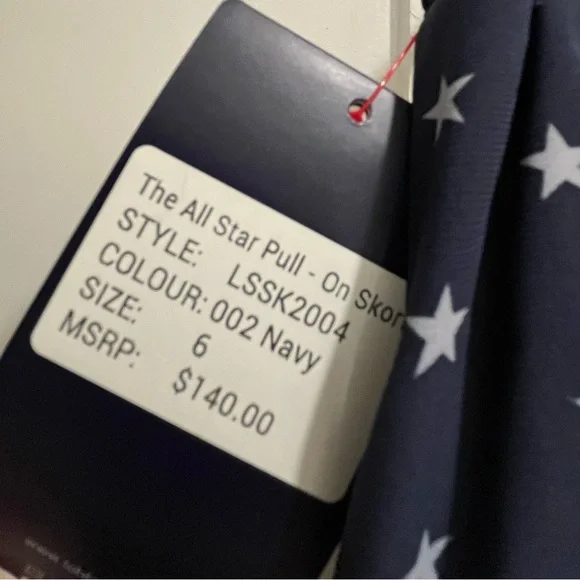 The All Star Pull - On Skor
STYLE: LSSK2004
COLOUR: 002 Navy
SIZE: 6
MSRP: $140.00